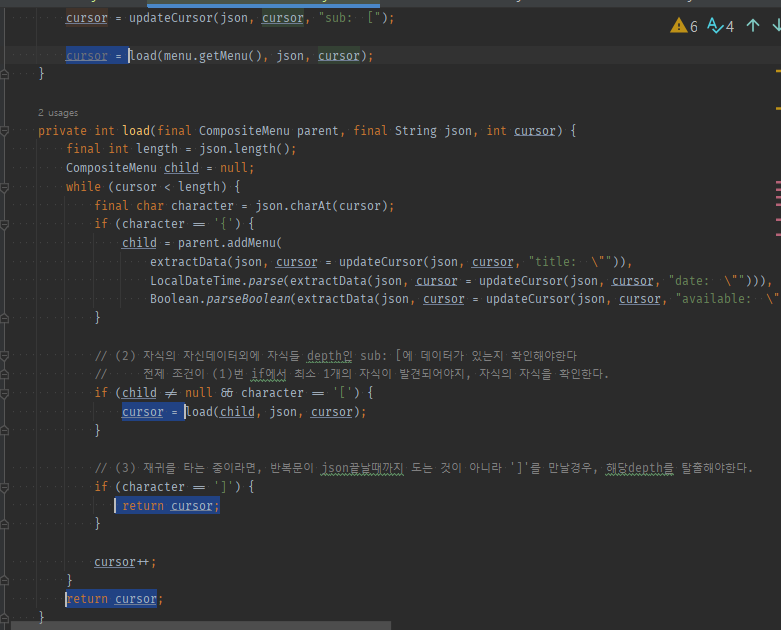 cursor = updateCursor(json, cursor, "sub:  [");
6 4
cursor = load(menu.getMenu(), json, cursor);
}
2 usages
private int load(final CompositeMenu parent, final String json, int cursor) {
final int length = json.length();
CompositeMenu child = null;
while (cursor < length) {
final char character = json.charAt(cursor);
if (character == '{') {
child = parent.addMenu(
extractData(json, cursor = updateCursor(json, cursor, "title:  \"")),
LocalDateTime.parse(extractData(json, cursor = updateCursor(json, cursor, "date:  \""))),
Boolean.parseBoolean(extractData(json, cursor = updateCursor(json, cursor, "available:  \"
}
// (2) 자식의 자신데이터외에 자식들 depth인 sub: [에 데이터가 있는지 확인해야한다
//     전제 조건이 (1)번 if에서 최소 1개의 자식이 발견되어야지, 자식의 자식을 확인한다.
if (child ≠ null && character == '[') {
cursor = load(child, json, cursor);
}
// (3) 재귀를 타는 중이라면, 반복문이 json끝날때까지 도는 것이 아니라 ']'를 만날경우, 해당depth를 탈출해야한다.
if (character == ']') {
return cursor;
}
cursor++;
}
return cursor;
}